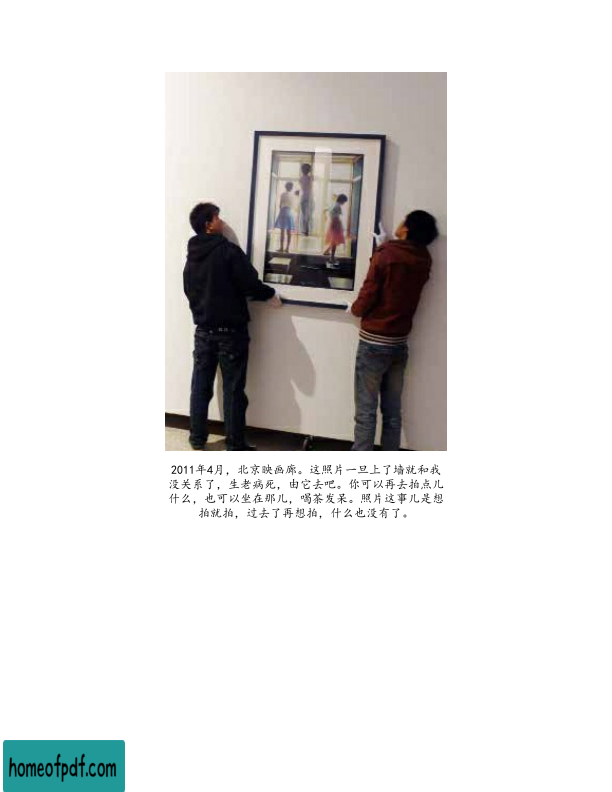 2011年4月，北京映画廊。这照片一旦上了墙就和我
没关系了，生老病死，由它去吧。你可以再去拍点儿
什么，也可以坐在那儿，喝茶发呆。照片这事儿是想
拍就拍，过去了再想拍，什么也没有了。
homeofpdf.com